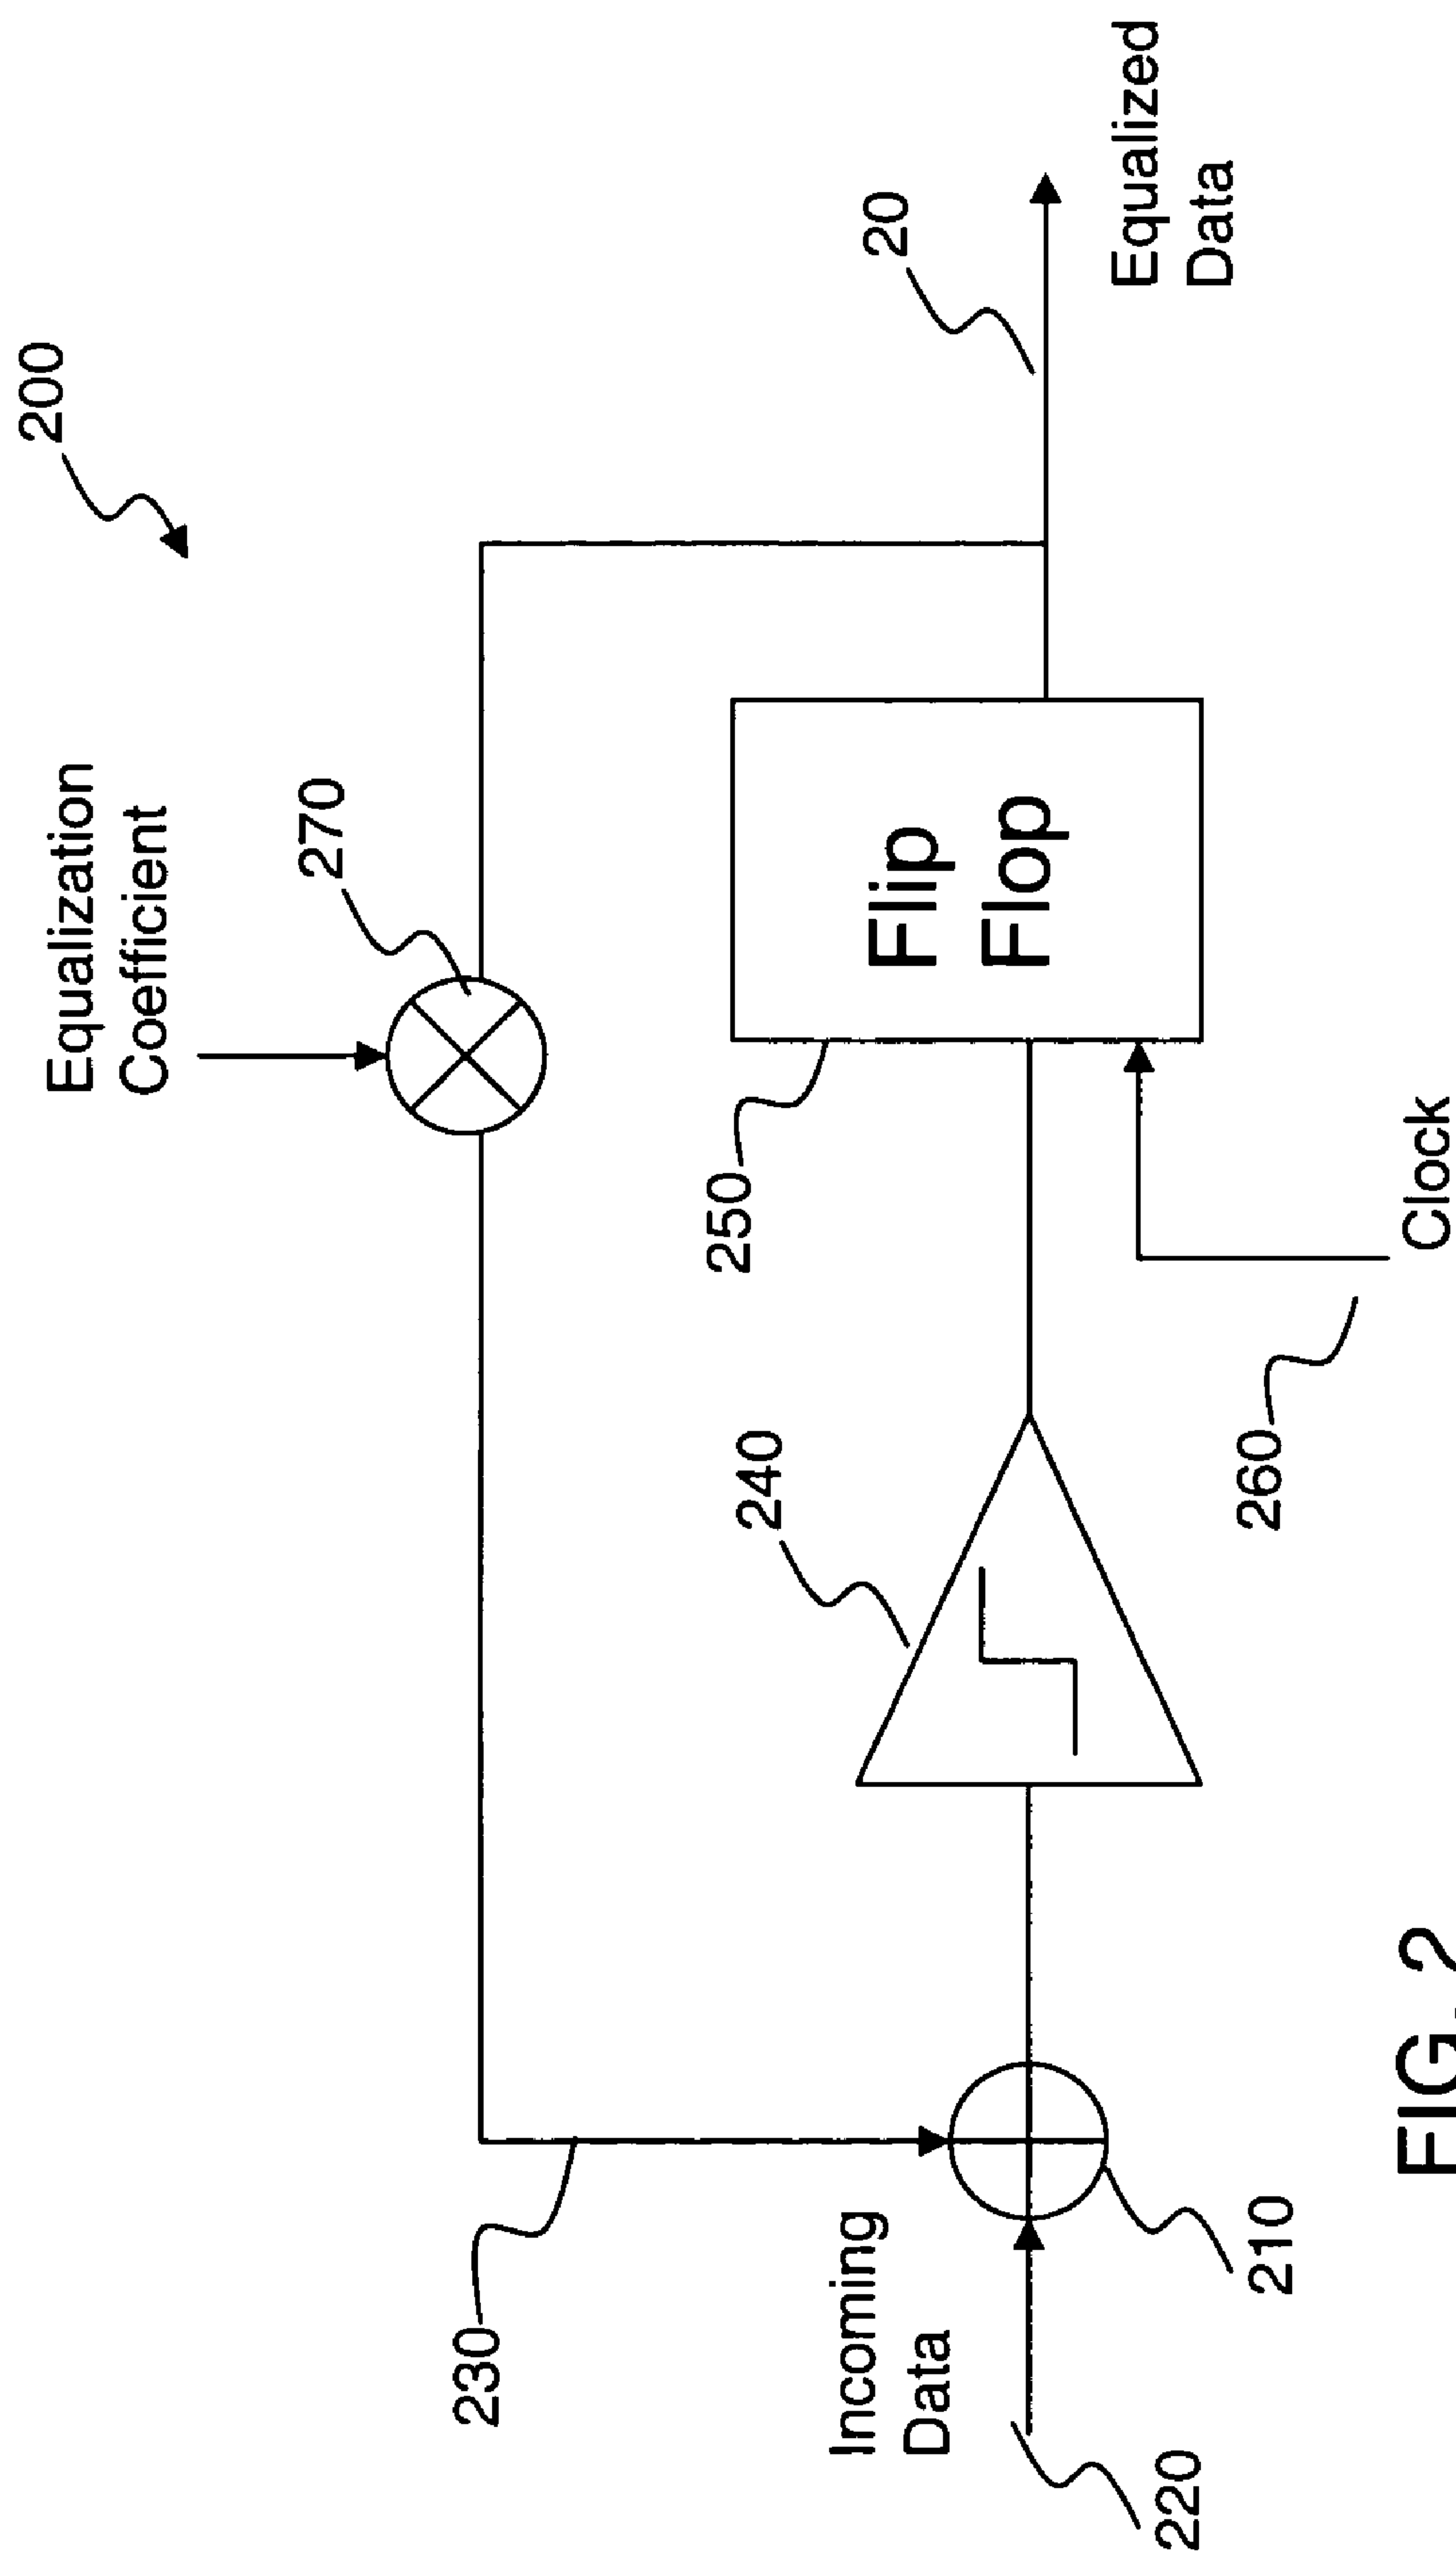 200
Equalization
Coefficient
270
20
Equalized
Data
230
250
Flip
Flop
240
Incoming
Data
220
210
260
Clock
FIG. 2